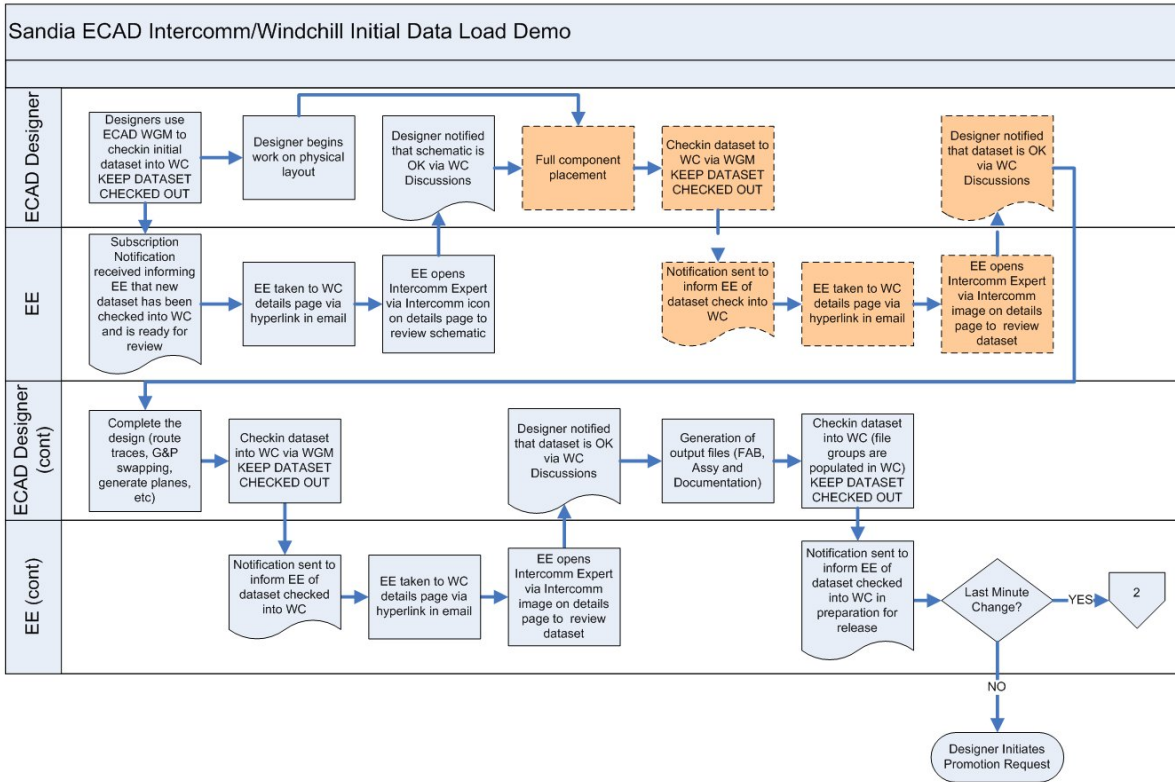 Sandia ECAD Intercomm/Windchill Initial Data Load Demo
ECAD Designer
Designers use
ECAD WGM to
checkin initial
dataset into WC
KEEP DATASET
CHECKED OUT
Designer begins
work on physical
layout
Designer notified
that schematic is
OK via WC
Discussions
Full component
placement
Checkin dataset to
WC via WGM
KEEP DATASET
CHECKED OUT
Designer notified
that dataset is OK
via WC
Discussions
EE
Subscription
Notification
received informing
EE that new
dataset has been
checked into WC
and is ready for
review
EE taken to WC
details page via
hyperlink in email
EE opens
Intercomm Expert
via Intercomm icon
on details page to
review schematic
Notification sent to
inform EE of
dataset check into
WC
EE taken to WC
details page via
hyperlink in email
EE opens
Intercomm Expert
via Intercomm
image on details
page to review
dataset
ECAD Designer
(cont)
Complete the
design (route
traces, G&P
swapping,
generate planes,
etc)
Checkin dataset
into WC via WGM
KEEP DATASET
CHECKED OUT
Designer notified
that dataset is OK
via WC
Discussions
Generation of
output files (FAB,
Assy and
Documentation)
Checkin dataset
into WC (file
groups are
populated in WC)
KEEP DATASET
CHECKED OUT
EE (cont)
Notification sent to
inform EE of
dataset checked
into WC
EE taken to WC
details page via
hyperlink in email
EE opens
Intercomm Expert
via Intercomm
image on details
page to review
dataset
Notification sent to
inform EE of
dataset checked
into WC in
preparation for
release
Last Minute
Change?
YES
2
NO
Designer Initiates
Promotion Request